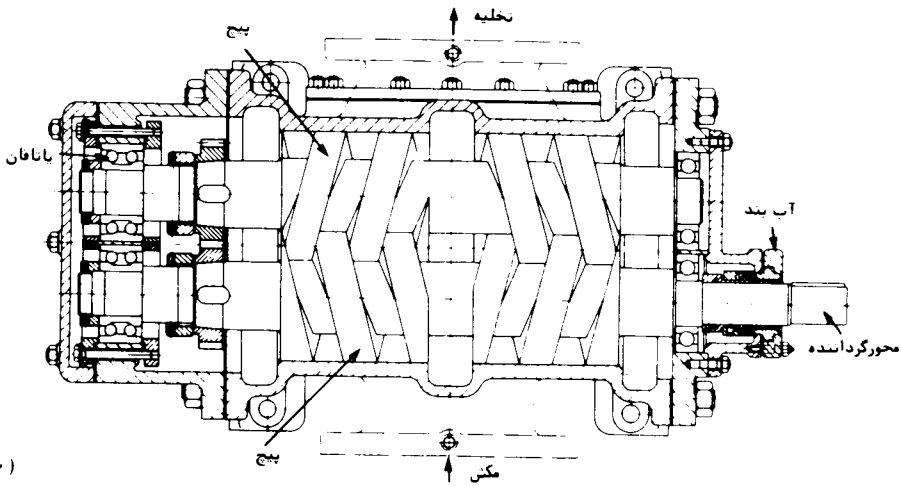 تخلیه
پیچ
یاتاقان
آب بند
محورگرداننده
پیچ
مکش